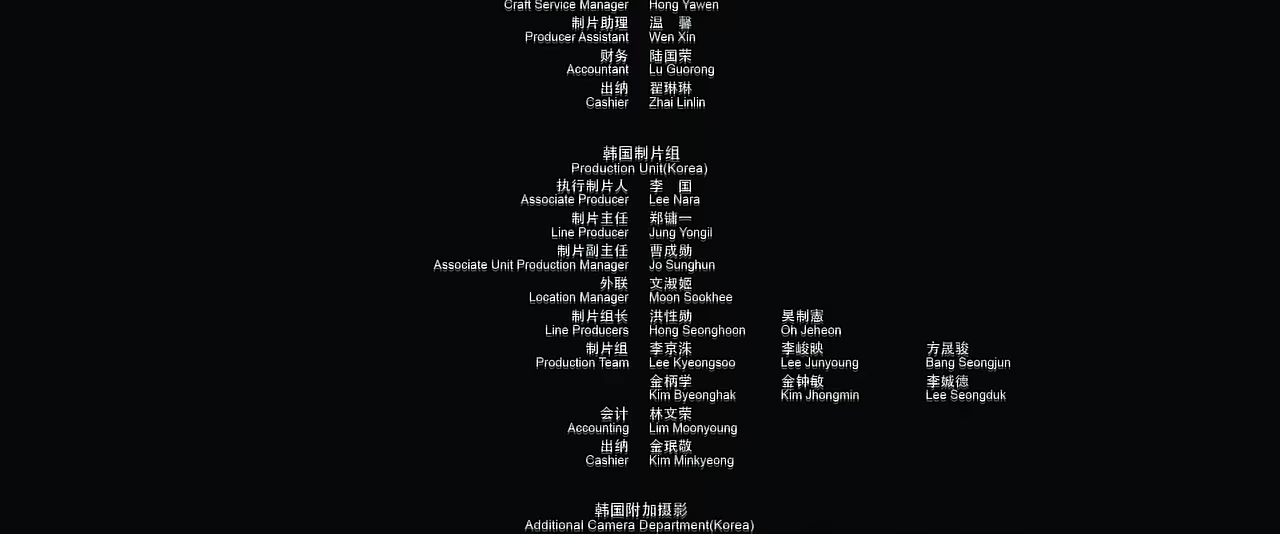 Craft Service Manager Hong Yawen
制片助理 温 馨
Producer Assistant Wen Xin
财务 陆国荣
Accountant Lu Guorong
出纳 翟琳琳
Cashier Zhai Linlin
韩国制片组
Production Unit(Korea)
执行制片人 李 国
Associate Producer Lee Nara
制片主任 郑镛一
Line Producer Jung Yongil
制片副主任 曹成勋
Associate Unit Production Manager Jo Sunghun
外联 文淑姬
Location Manager Moon Sookhee
制片组长 洪性勋 吴制憲
Line Producers Hong Seonghoon Oh Jeheon
制片组 李京洙 李峻映 方晟骏
Production Team Lee Kyeongsoo Lee Junyoung Bang Seongjun
金柄学 金钟敏 李娍德
Kim Byeonghak Kim Jhongmin Lee Seongduk
会计 林文荣
Accounting Lim Moonyoung
出纳 金珉敬
Cashier Kim Minkyeong
韩国附加摄影
Additional Camera Department(Korea)